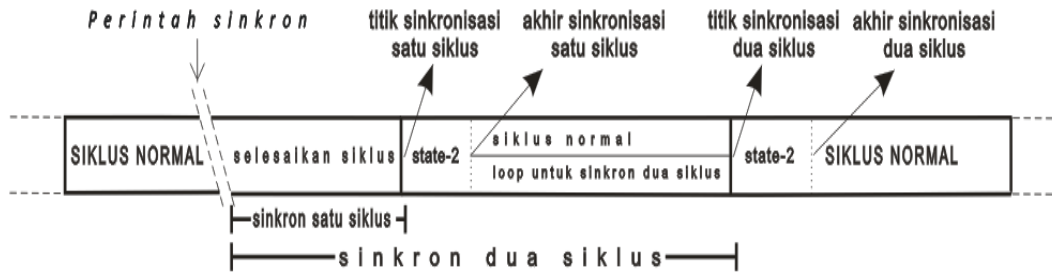 Perintah sinkron
titik sinkronisasi
satu siklus
akhir sinkronisasi
satu siklus
titik sinkronisasi
dua siklus
akhir sinkronisasi
dua siklus
SIKLUS NORMAL
selesaikan siklus
state-2
siklus normal
loop untuk sinkron dua siklus
state-2
SIKLUS NORMAL
sinkron satu siklus
sinkron dua siklus